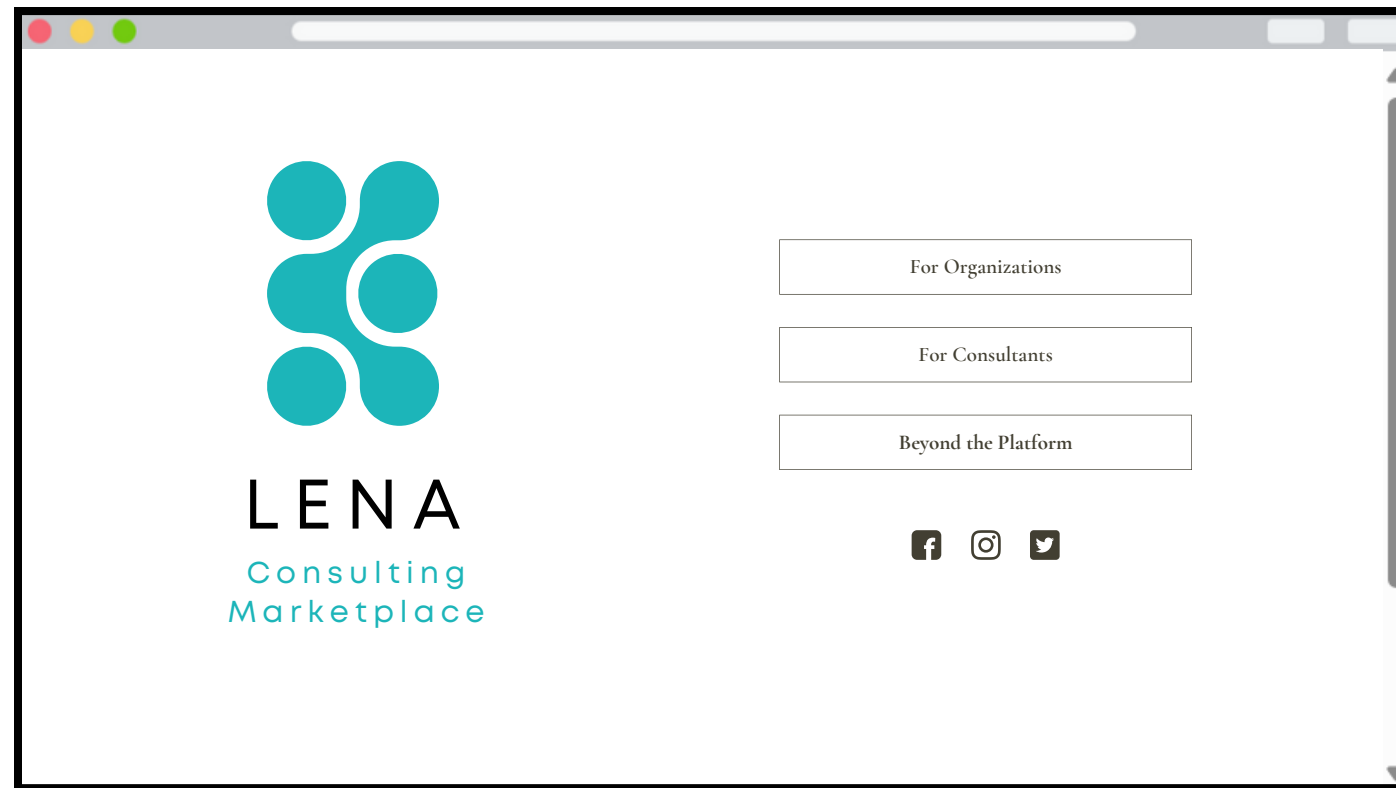 LENA
Consulting
Marketplace
For Organizations
For Consultants
Beyond the Platform